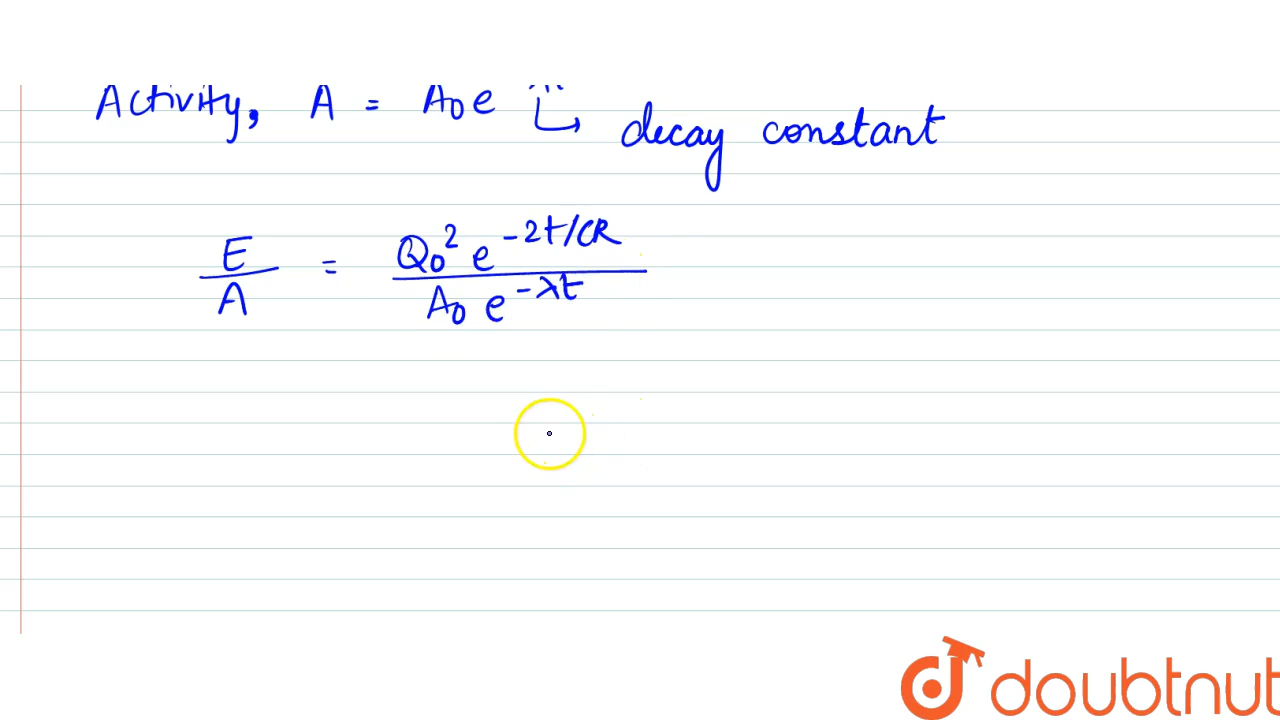 Activity, A = A₀e
decay constant
E/A = Q₀² e^(-2t/CR) / A₀ e^(-λt)
doubtnut